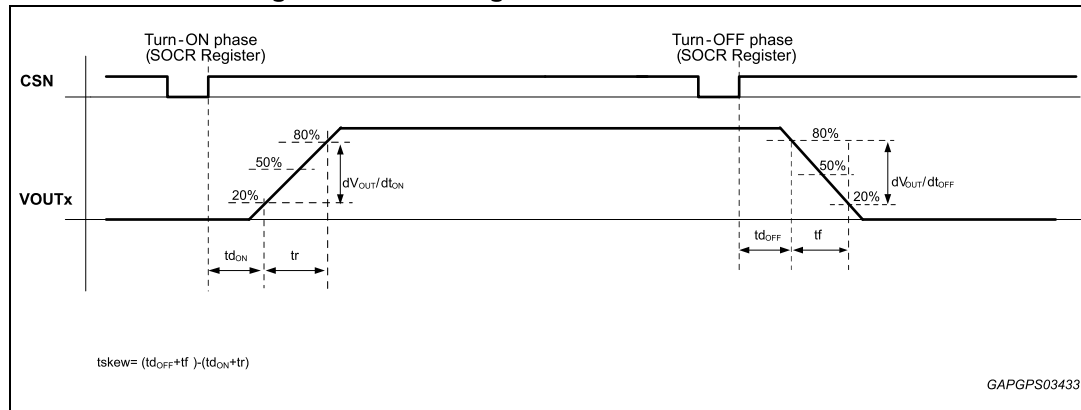 Turn-ON phase
(SOCR Register)
Turn-OFF phase
(SOCR Register)
CSN
80%
50%
20%
dVOUT/dtON
80%
50%
20%
dVOUT/dtOFF
VOUTx
tdON
tr
tdOFF
tf
tskew= (tdOFF+tf )-(tdON+tr)
GAPGPS03433